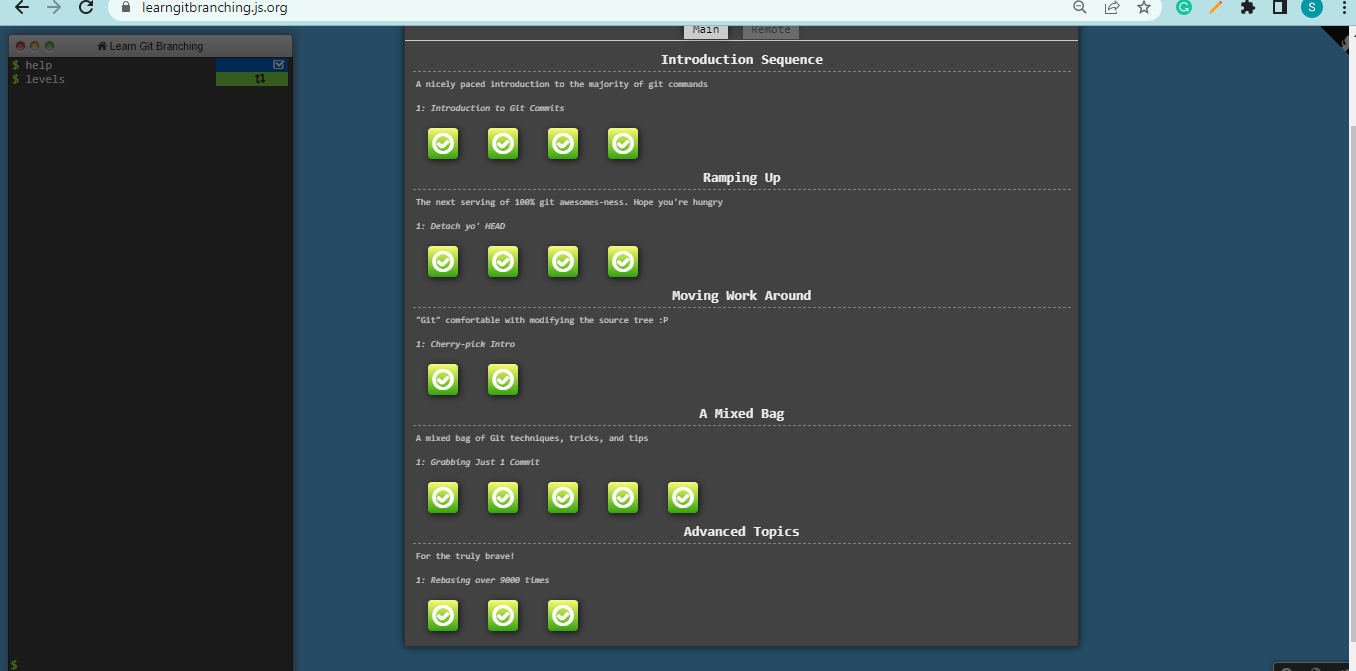 learngitbranching.js.org
S
Learn Git Branching
$ help
$ levels
Main Remote
Introduction Sequence
A nicely paced introduction to the majority of git commands
1: Introduction to Git Commits
Ramping Up
The next serving of 100% git awesomes-ness. Hope you're hungry
1: Detach yo' HEAD
Moving Work Around
"Git" comfortable with modifying the source tree :P
1: Cherry-pick Intro
A Mixed Bag
A mixed bag of Git techniques, tricks, and tips
1: Grabbing Just 1 Commit
Advanced Topics
For the truly brave!
1: Rebasing over 9000 times
$